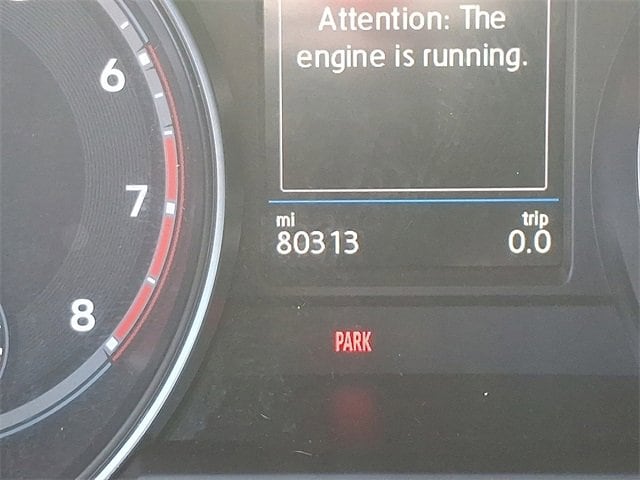 Attention: The
engine is running.
6
7
8
mi
trip
80313
0.0
PARK